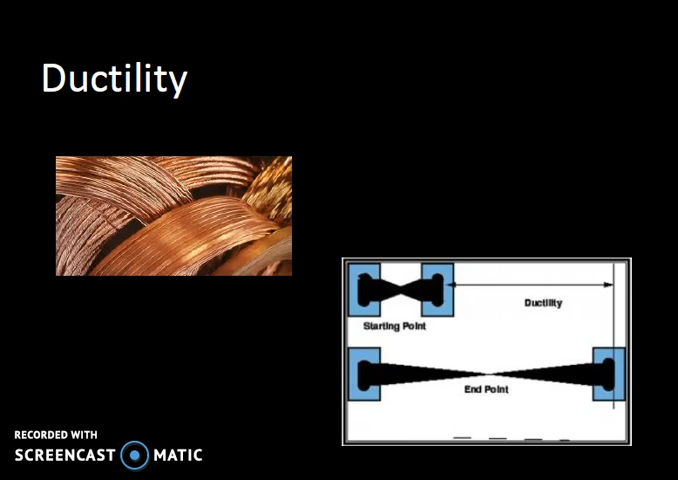 Ductility
Ductility
Starting Point
End Point
RECORDED WITH
SCREENCAST MATIC